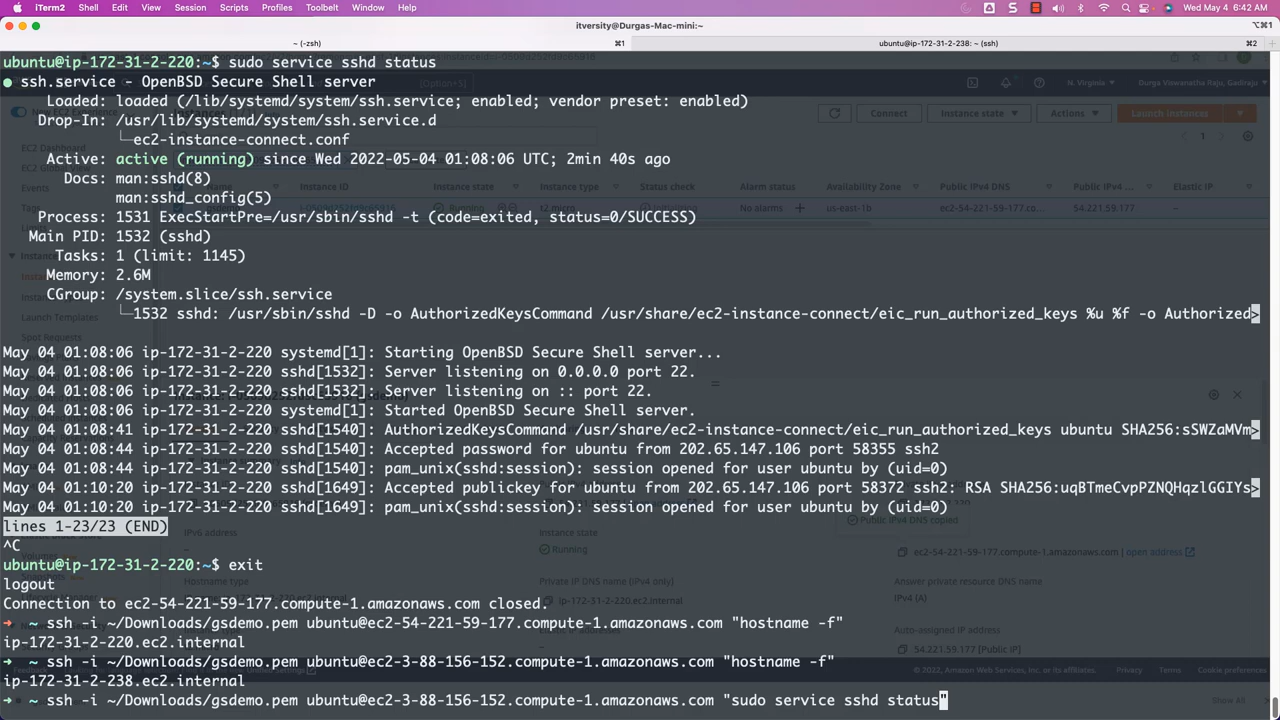 iTerm2 Shell Edit View Session Scripts Profiles Toolbelt Window Help Wed May 4 6:42 AM
itversity@Durgas-Mac-mini:~ ⌥⌘1
~ (-zsh) ⌘1 ubuntu@ip-172-31-2-238: ~ (ssh) ⌘2
ubuntu@ip-172-31-2-220:~$ sudo service sshd status
● ssh.service - OpenBSD Secure Shell server
Loaded: loaded (/lib/systemd/system/ssh.service; enabled; vendor preset: enabled)
Drop-In: /usr/lib/systemd/system/ssh.service.d
└─ec2-instance-connect.conf
Active: active (running) since Wed 2022-05-04 01:08:06 UTC; 2min 40s ago
Docs: man:sshd(8)
man:sshd_config(5)
Process: 1531 ExecStartPre=/usr/sbin/sshd -t (code=exited, status=0/SUCCESS)
Main PID: 1532 (sshd)
Tasks: 1 (limit: 1145)
Memory: 2.6M
CGroup: /system.slice/ssh.service
└─1532 sshd: /usr/sbin/sshd -D -o AuthorizedKeysCommand /usr/share/ec2-instance-connect/eic_run_authorized_keys %u %f -o Authorized>
May 04 01:08:06 ip-172-31-2-220 systemd[1]: Starting OpenBSD Secure Shell server...
May 04 01:08:06 ip-172-31-2-220 sshd[1532]: Server listening on 0.0.0.0 port 22.
May 04 01:08:06 ip-172-31-2-220 sshd[1532]: Server listening on :: port 22.
May 04 01:08:06 ip-172-31-2-220 systemd[1]: Started OpenBSD Secure Shell server.
May 04 01:08:41 ip-172-31-2-220 sshd[1540]: AuthorizedKeysCommand /usr/share/ec2-instance-connect/eic_run_authorized_keys ubuntu SHA256:sSWZaMVm>
May 04 01:08:44 ip-172-31-2-220 sshd[1540]: Accepted password for ubuntu from 202.65.147.106 port 58355 ssh2
May 04 01:08:44 ip-172-31-2-220 sshd[1540]: pam_unix(sshd:session): session opened for user ubuntu by (uid=0)
May 04 01:10:20 ip-172-31-2-220 sshd[1649]: Accepted publickey for ubuntu from 202.65.147.106 port 58372 ssh2: RSA SHA256:uqBTmeCvpPZNQHqzlGGIYs>
May 04 01:10:20 ip-172-31-2-220 sshd[1649]: pam_unix(sshd:session): session opened for user ubuntu by (uid=0)
lines 1-23/23 (END)
^C
ubuntu@ip-172-31-2-220:~$ exit
logout
Connection to ec2-54-221-59-177.compute-1.amazonaws.com closed.
➜ ~ ssh -i ~/Downloads/gsdemo.pem ubuntu@ec2-54-221-59-177.compute-1.amazonaws.com "hostname -f"
ip-172-31-2-220.ec2.internal
➜ ~ ssh -i ~/Downloads/gsdemo.pem ubuntu@ec2-3-88-156-152.compute-1.amazonaws.com "hostname -f"
ip-172-31-2-238.ec2.internal
➜ ~ ssh -i ~/Downloads/gsdemo.pem ubuntu@ec2-3-88-156-152.compute-1.amazonaws.com "sudo service sshd status"